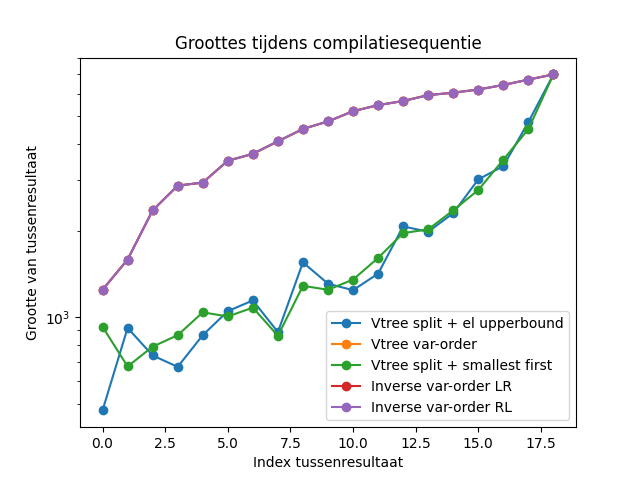 Groottes tijdens compilatiesequentie
Grootte van tussenresultaat
10³
Vtree split + el upperbound
Vtree var-order
Vtree split + smallest first
Inverse var-order LR
Inverse var-order RL
0.0 2.5 5.0 7.5 10.0 12.5 15.0 17.5
Index tussenresultaat